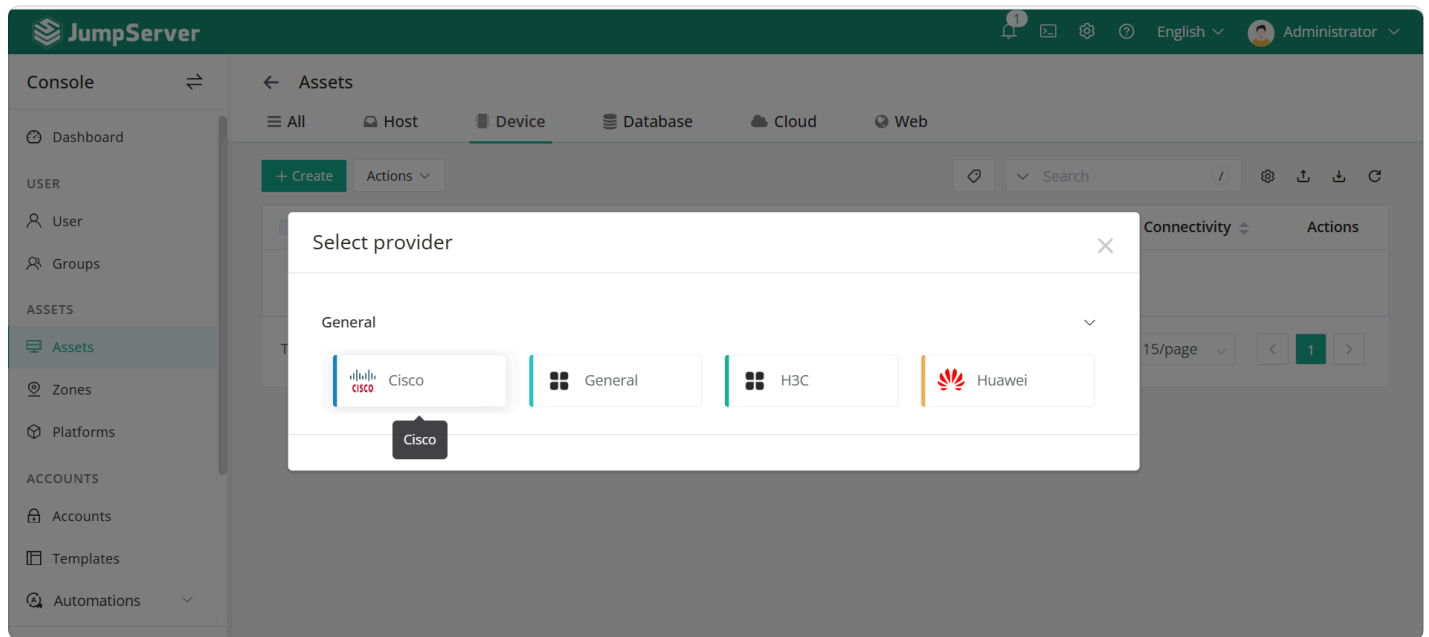 JumpServer
1
English
Administrator
Console
Assets
All
Host
Device
Database
Cloud
Web
Dashboard
USER
User
Groups
ASSETS
Assets
Zones
Platforms
ACCOUNTS
Accounts
Templates
Automations
+ Create
Actions
Search
/
Connectivity
Actions
T
15/page
<
1
>
Select provider
General
CISCO
Cisco
General
H3C
Huawei
Cisco